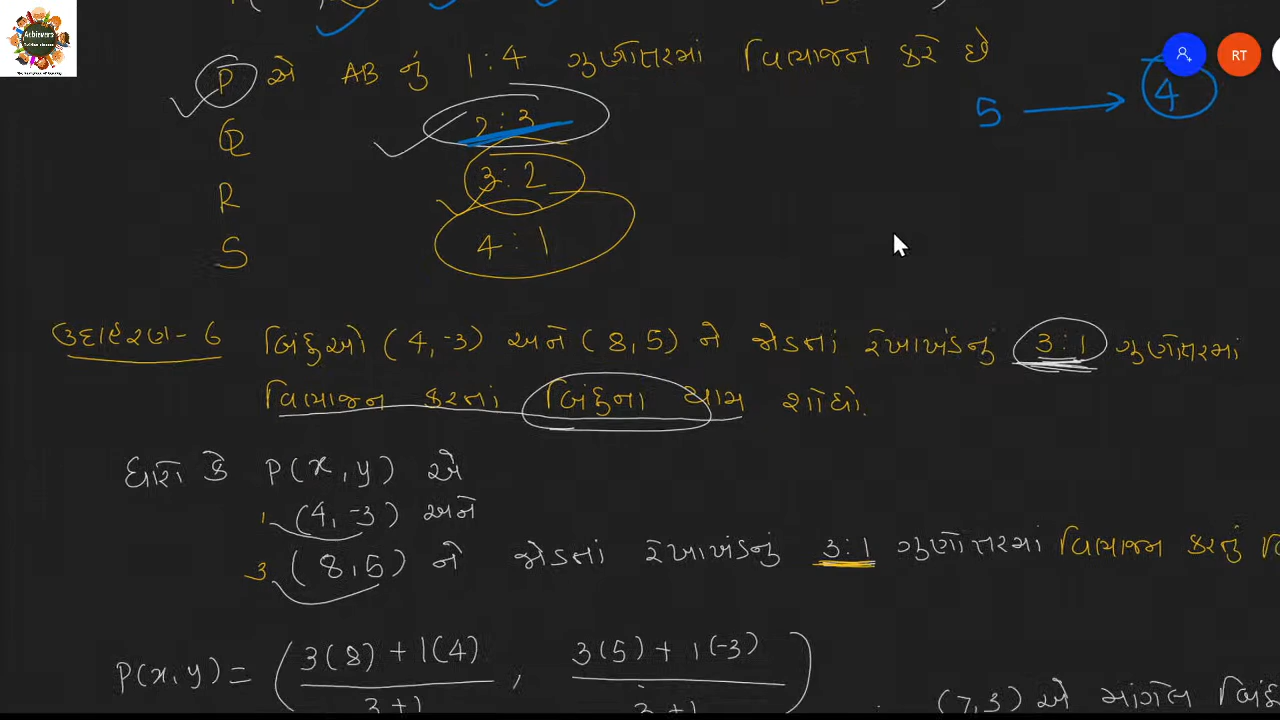 Achievers
P એ AB નું 1:4 ગુણોત્તરમાં વિભાજન કરે છે
Q 2:3
R 3:2
S 4:1
5 → 4
RT
ઉદાહરણ-6 બિંદુઓ (4,-3) અને (8,5) ને જોડતાં રેખાખંડનું 3:1 ગુણોત્તરમાં
વિભાજન કરતાં બિંદુના યામ શોધો.
ધારો કે P(x,y) એ
1 (4,-3) અને
3 (8,5) ને જોડતાં રેખાખંડનું 3:1 ગુણોત્તરમાં વિભાજન કરતું
P(x,y) = ( 3(8)+1(4) / 3+1 , 3(5)+1(-3) / 3+1 )
(7,3) એ માંગેલ બિંદુ